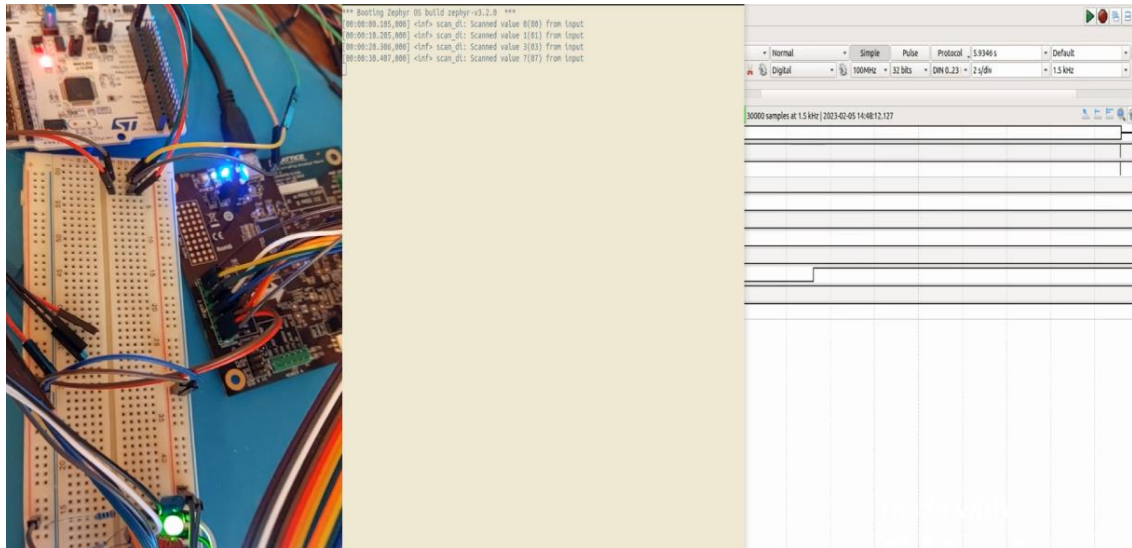 *** Booting Zephyr OS build zephyr-v3.2.0 ***
[00:00:00.105,000] <inf> scan_di: Scanned value 0(00) from input
[00:00:10.205,000] <inf> scan_di: Scanned value 1(01) from input
[00:00:20.306,000] <inf> scan_di: Scanned value 3(03) from input
[00:00:30.407,000] <inf> scan_di: Scanned value 7(07) from input
Normal Simple Pulse Protocol 5.9346 s Default
Digital 100MHz 32 bits DIN 0..23 2 s/div 1.5 kHz
30000 samples at 1.5 kHz | 2023-02-05 14:48:12.127
ST
LATTICE